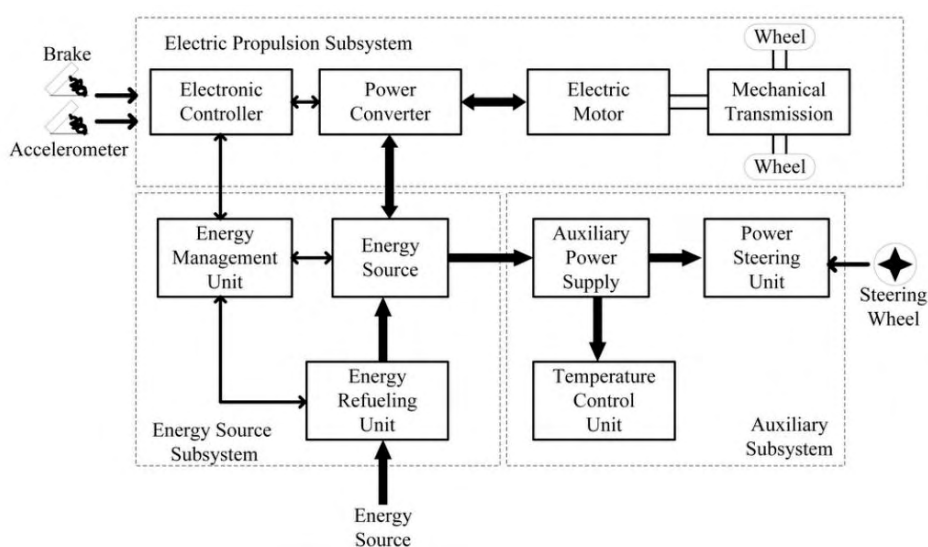 Electric Propulsion Subsystem
Wheel
Brake
Accelerometer
Electronic
Controller
Power
Converter
Electric
Motor
Mechanical
Transmission
Wheel
Energy
Management
Unit
Energy
Source
Auxiliary
Power
Supply
Power
Steering
Unit
Steering
Wheel
Energy
Refueling
Unit
Temperature
Control
Unit
Energy Source
Subsystem
Auxiliary
Subsystem
Energy
Source